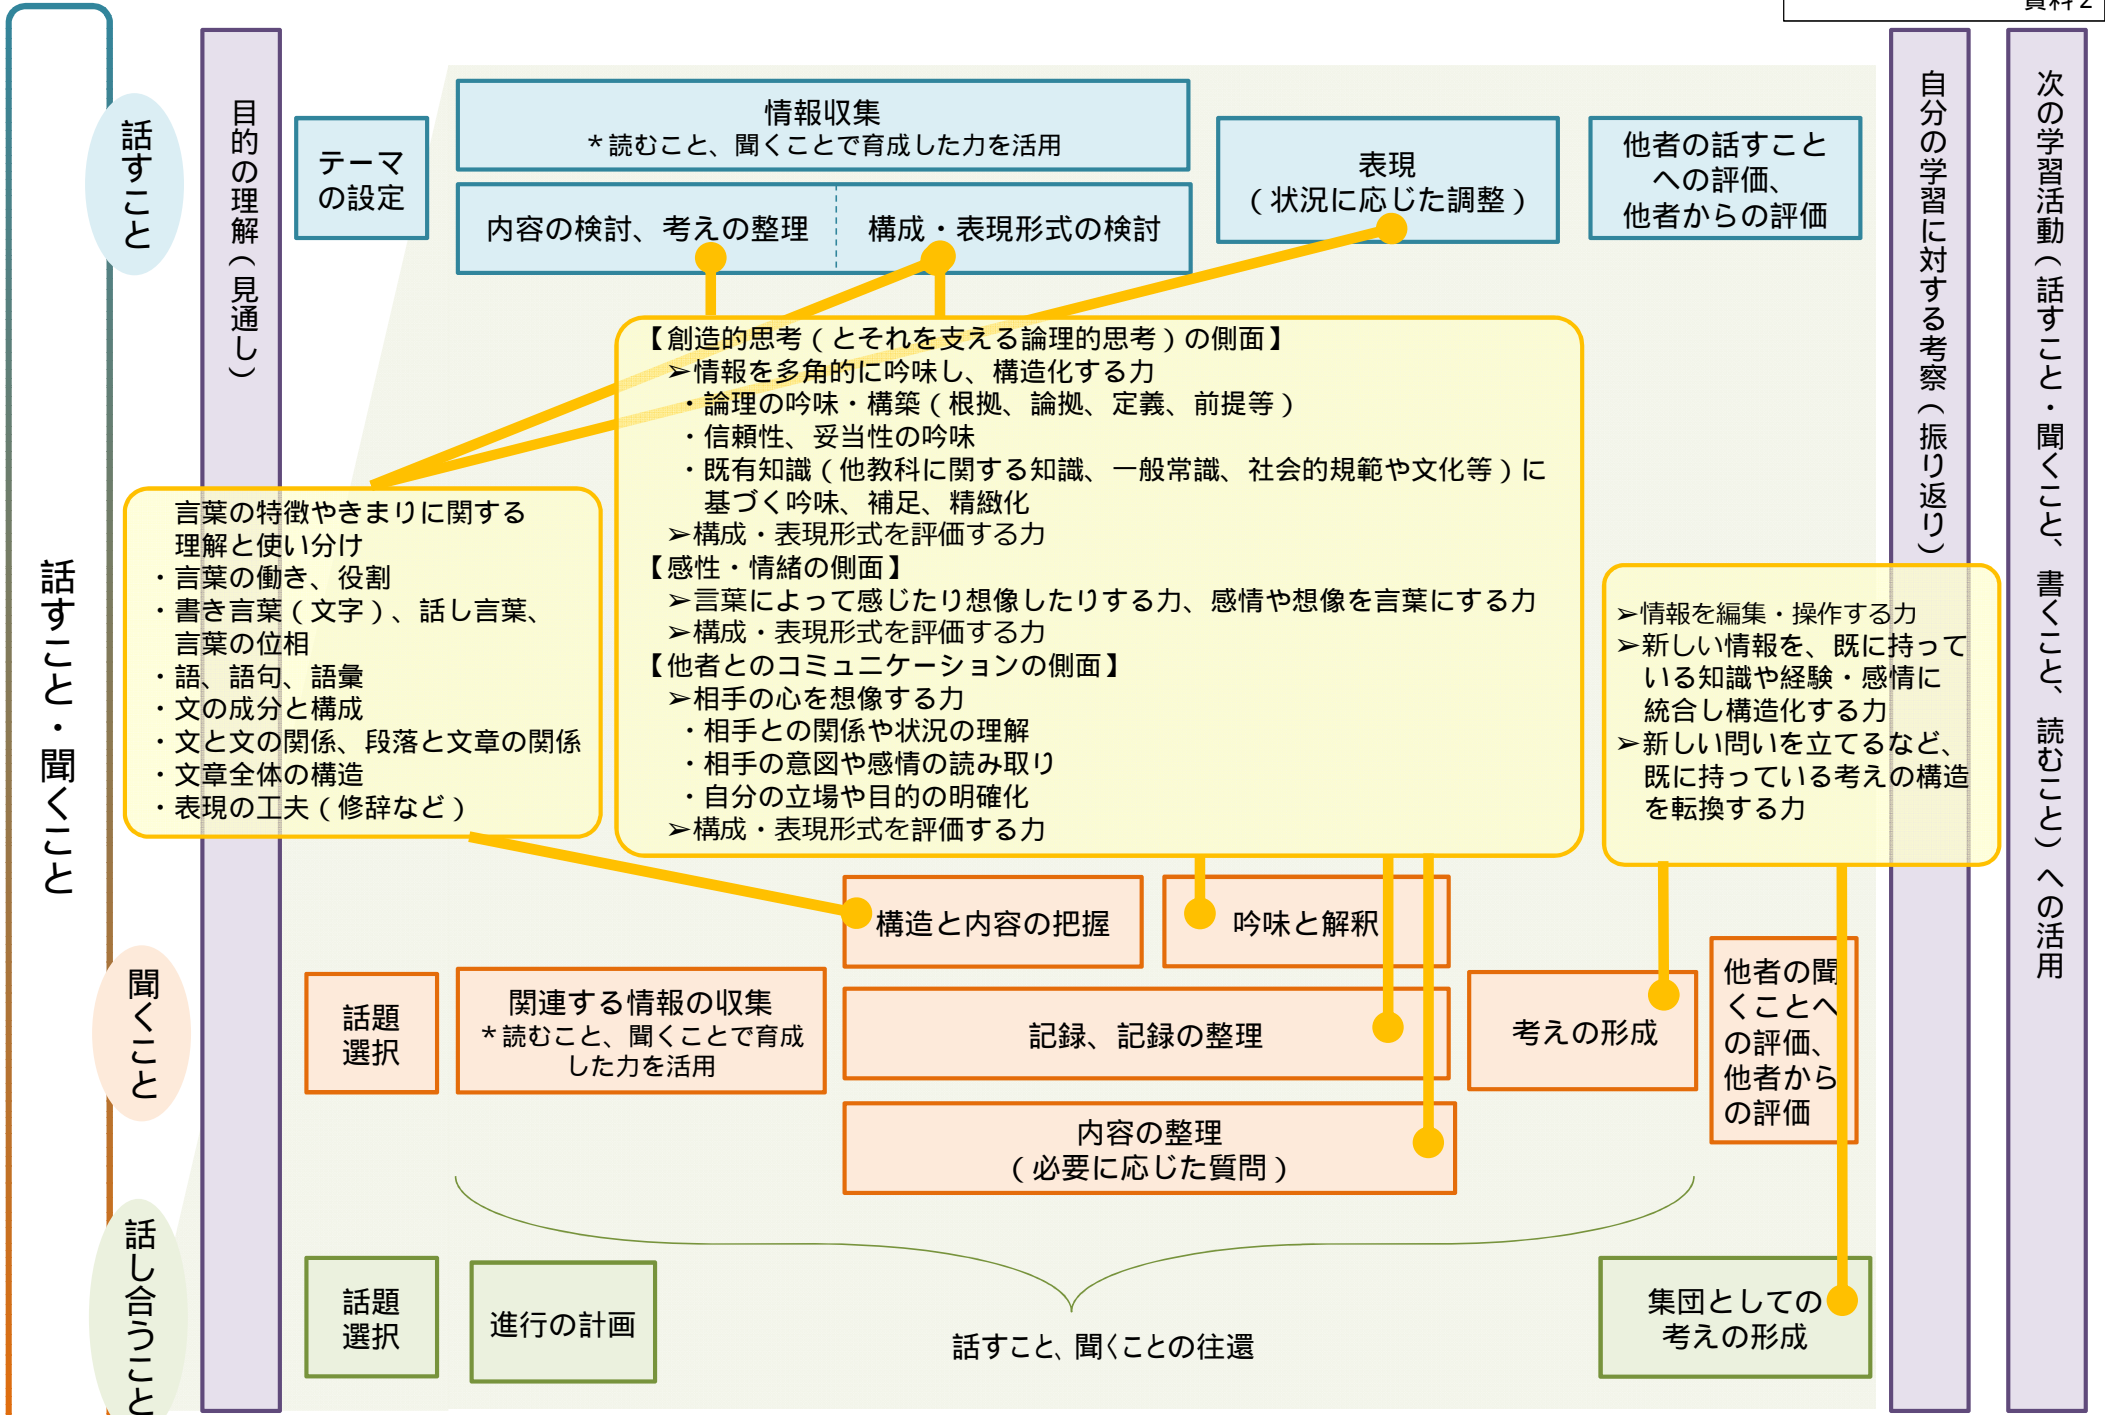 資料2
話すこと・聞くこと
話すこと
目的の理解（見通し）
テーマ
の設定
情報収集
＊読むこと、聞くことで育成した力を活用
内容の検討、考えの整理
構成・表現形式の検討
表現
（状況に応じた調整）
他者の話すこと
への評価、
他者からの評価
自分の学習に対する考察（振り返り）
次の学習活動（話すこと・聞くこと、書くこと、読むこと）への活用
【創造的思考（とそれを支える論理的思考）の側面】
➢情報を多角的に吟味し、構造化する力
・論理の吟味・構築（根拠、論拠、定義、前提等）
・信頼性、妥当性の吟味
・既有知識（他教科に関する知識、一般常識、社会的規範や文化等）に
基づく吟味、補足、精緻化
➢構成・表現形式を評価する力
【感性・情緒の側面】
➢言葉によって感じたり想像したりする力、感情や想像を言葉にする力
➢構成・表現形式を評価する力
【他者とのコミュニケーションの側面】
➢相手の心を想像する力
・相手との関係や状況の理解
・相手の意図や感情の読み取り
・自分の立場や目的の明確化
➢構成・表現形式を評価する力
言葉の特徴やきまりに関する
理解と使い分け
・言葉の働き、役割
・書き言葉（文字）、話し言葉、
言葉の位相
・語、語句、語彙
・文の成分と構成
・文と文の関係、段落と文章の関係
・文章全体の構造
・表現の工夫（修辞など）
➢情報を編集・操作する力
➢新しい情報を、既に持って
いる知識や経験・感情に
統合し構造化する力
➢新しい問いを立てるなど、
既に持っている考えの構造
を転換する力
聞くこと
話題
選択
関連する情報の収集
＊読むこと、聞くことで育成
した力を活用
構造と内容の把握
吟味と解釈
記録、記録の整理
内容の整理
（必要に応じた質問）
考えの形成
他者の聞
くことへ
の評価、
他者から
の評価
話し合うこと
話題
選択
進行の計画
話すこと、聞くことの往還
集団としての
考えの形成